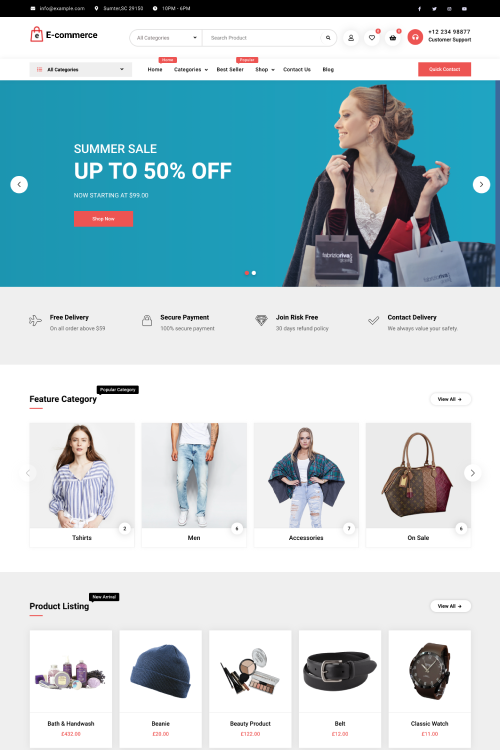 info@example.com Sumter,SC 29150 10PM - 6PM
E-commerce
All Categories
Search Product
0
0
+12 234 98877
Customer Support
All Categories
Home
Popular
Home Categories Best Seller Shop Contact Us Blog
Quick Contact
SUMMER SALE
UP TO 50% OFF
NOW STARTING AT $99.00
Shop Now
fabrizioriva
Free Delivery
On all order above $59
Secure Payment
100% secure payment
Join Risk Free
30 days refund policy
Contact Delivery
We always value your safety
Popular Category
Feature Category
View All
2
6
7
6
Tshirts
Men
Accessories
On Sale
New Arrival
Product Listing
View All
Bath & Handwash
£432.00
Beanie
£28.00
Beauty Product
£122.00
Belt
£12.00
Classic Watch
£11.00